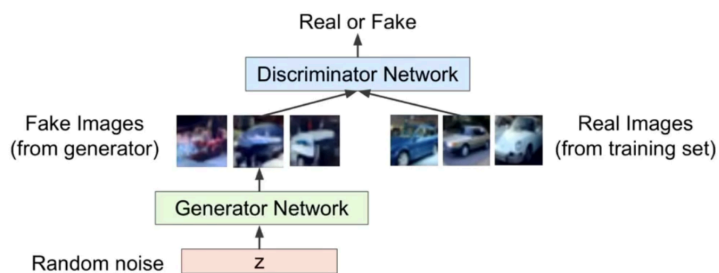 Real or Fake
Discriminator Network
Fake Images
(from generator)
Real Images
(from training set)
Generator Network
Random noise
z